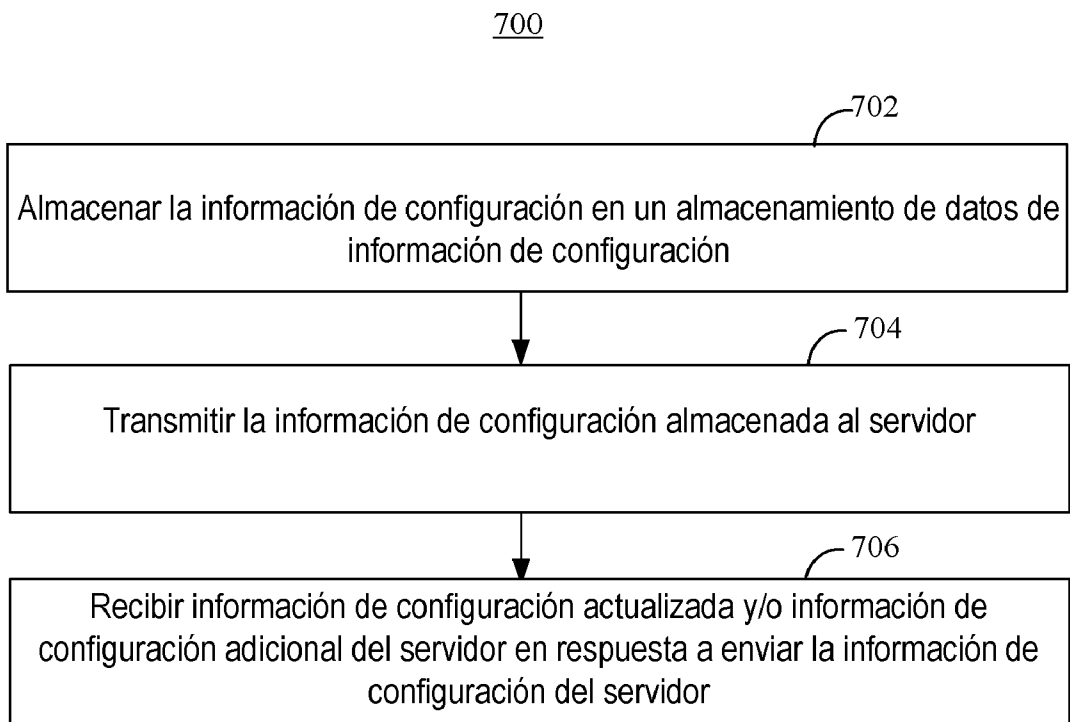 700
702
Almacenar la información de configuración en un almacenamiento de datos de
información de configuración
704
Transmitir la información de configuración almacenada al servidor
706
Recibir información de configuración actualizada y/o información de
configuración adicional del servidor en respuesta a enviar la información de
configuración del servidor